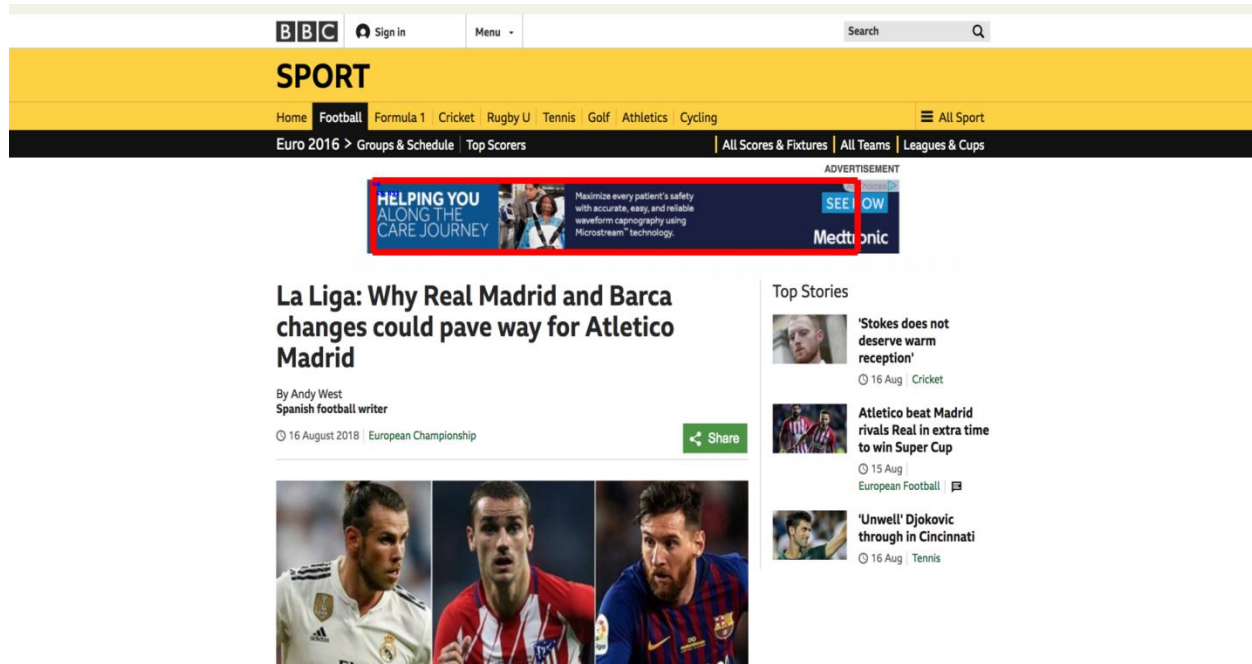 BBC Sign in Menu Search
SPORT
Home Football Formula 1 Cricket Rugby U Tennis Golf Athletics Cycling All Sport
Euro 2016 > Groups & Schedule Top Scorers All Scores & Fixtures All Teams Leagues & Cups
ADVERTISEMENT
HELPING YOU
ALONG THE
CARE JOURNEY
Maximize every patient's safety
with accurate, easy, and reliable
waveform capnography using
Microstream™ technology.
SEE HOW
Medtronic
La Liga: Why Real Madrid and Barca
changes could pave way for Atletico
Madrid
By Andy West
Spanish football writer
16 August 2018 European Championship
Share
Top Stories
'Stokes does not
deserve warm
reception'
16 Aug Cricket
Atletico beat Madrid
rivals Real in extra time
to win Super Cup
15 Aug
European Football
'Unwell' Djokovic
through in Cincinnati
16 Aug Tennis
adidas